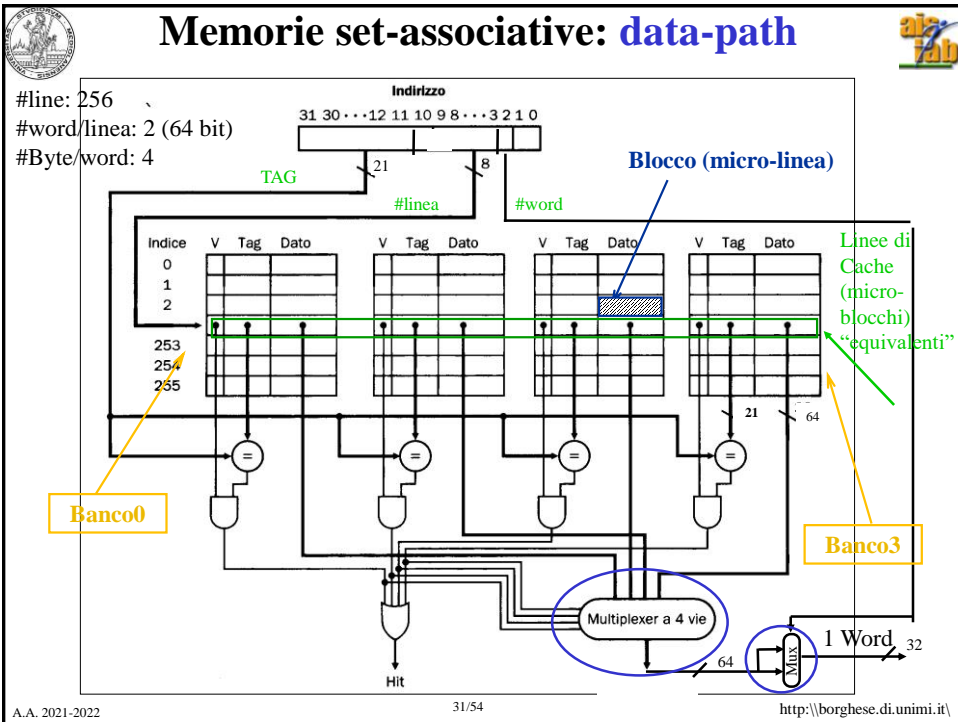 Memorie set-associative: data-path
#line: 256
#word/linea: 2 (64 bit)
#Byte/word: 4
Indirizzo
31 30 · · · 12 11 10 9 8 · · · 3 2 1 0
21
8
TAG
#linea
#word
Blocco (micro-linea)
Indice V Tag Dato V Tag Dato V Tag Dato V Tag Dato
0
1
2
253
254
255
Linee di
Cache
(micro-
blocchi)
“equivalenti”
21
64
= = = =
Banco0
Banco3
Multiplexer a 4 vie
64
Mux
1 Word
32
Hit
A.A. 2021-2022
31/54
http:\\borghese.di.unimi.it\